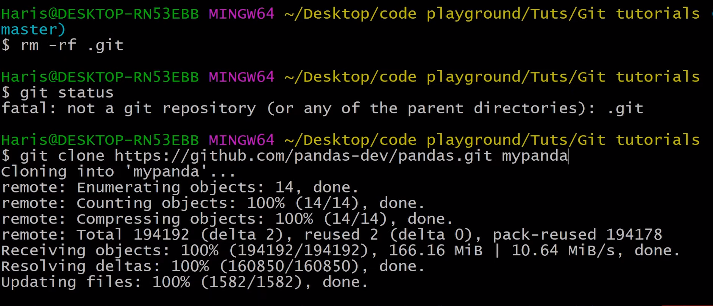 Haris@DESKTOP-RN53EBB MINGW64 ~/Desktop/code playground/Tuts/Git tutorials (
master)
$ rm -rf .git
Haris@DESKTOP-RN53EBB MINGW64 ~/Desktop/code playground/Tuts/Git tutorials
$ git status
fatal: not a git repository (or any of the parent directories): .git
Haris@DESKTOP-RN53EBB MINGW64 ~/Desktop/code playground/Tuts/Git tutorials
$ git clone https://github.com/pandas-dev/pandas.git mypanda
Cloning into 'mypanda'...
remote: Enumerating objects: 14, done.
remote: Counting objects: 100% (14/14), done.
remote: Compressing objects: 100% (14/14), done.
remote: Total 194192 (delta 2), reused 2 (delta 0), pack-reused 194178
Receiving objects: 100% (194192/194192), 166.16 MiB | 10.64 MiB/s, done.
Resolving deltas: 100% (160850/160850), done.
Updating files: 100% (1582/1582), done.